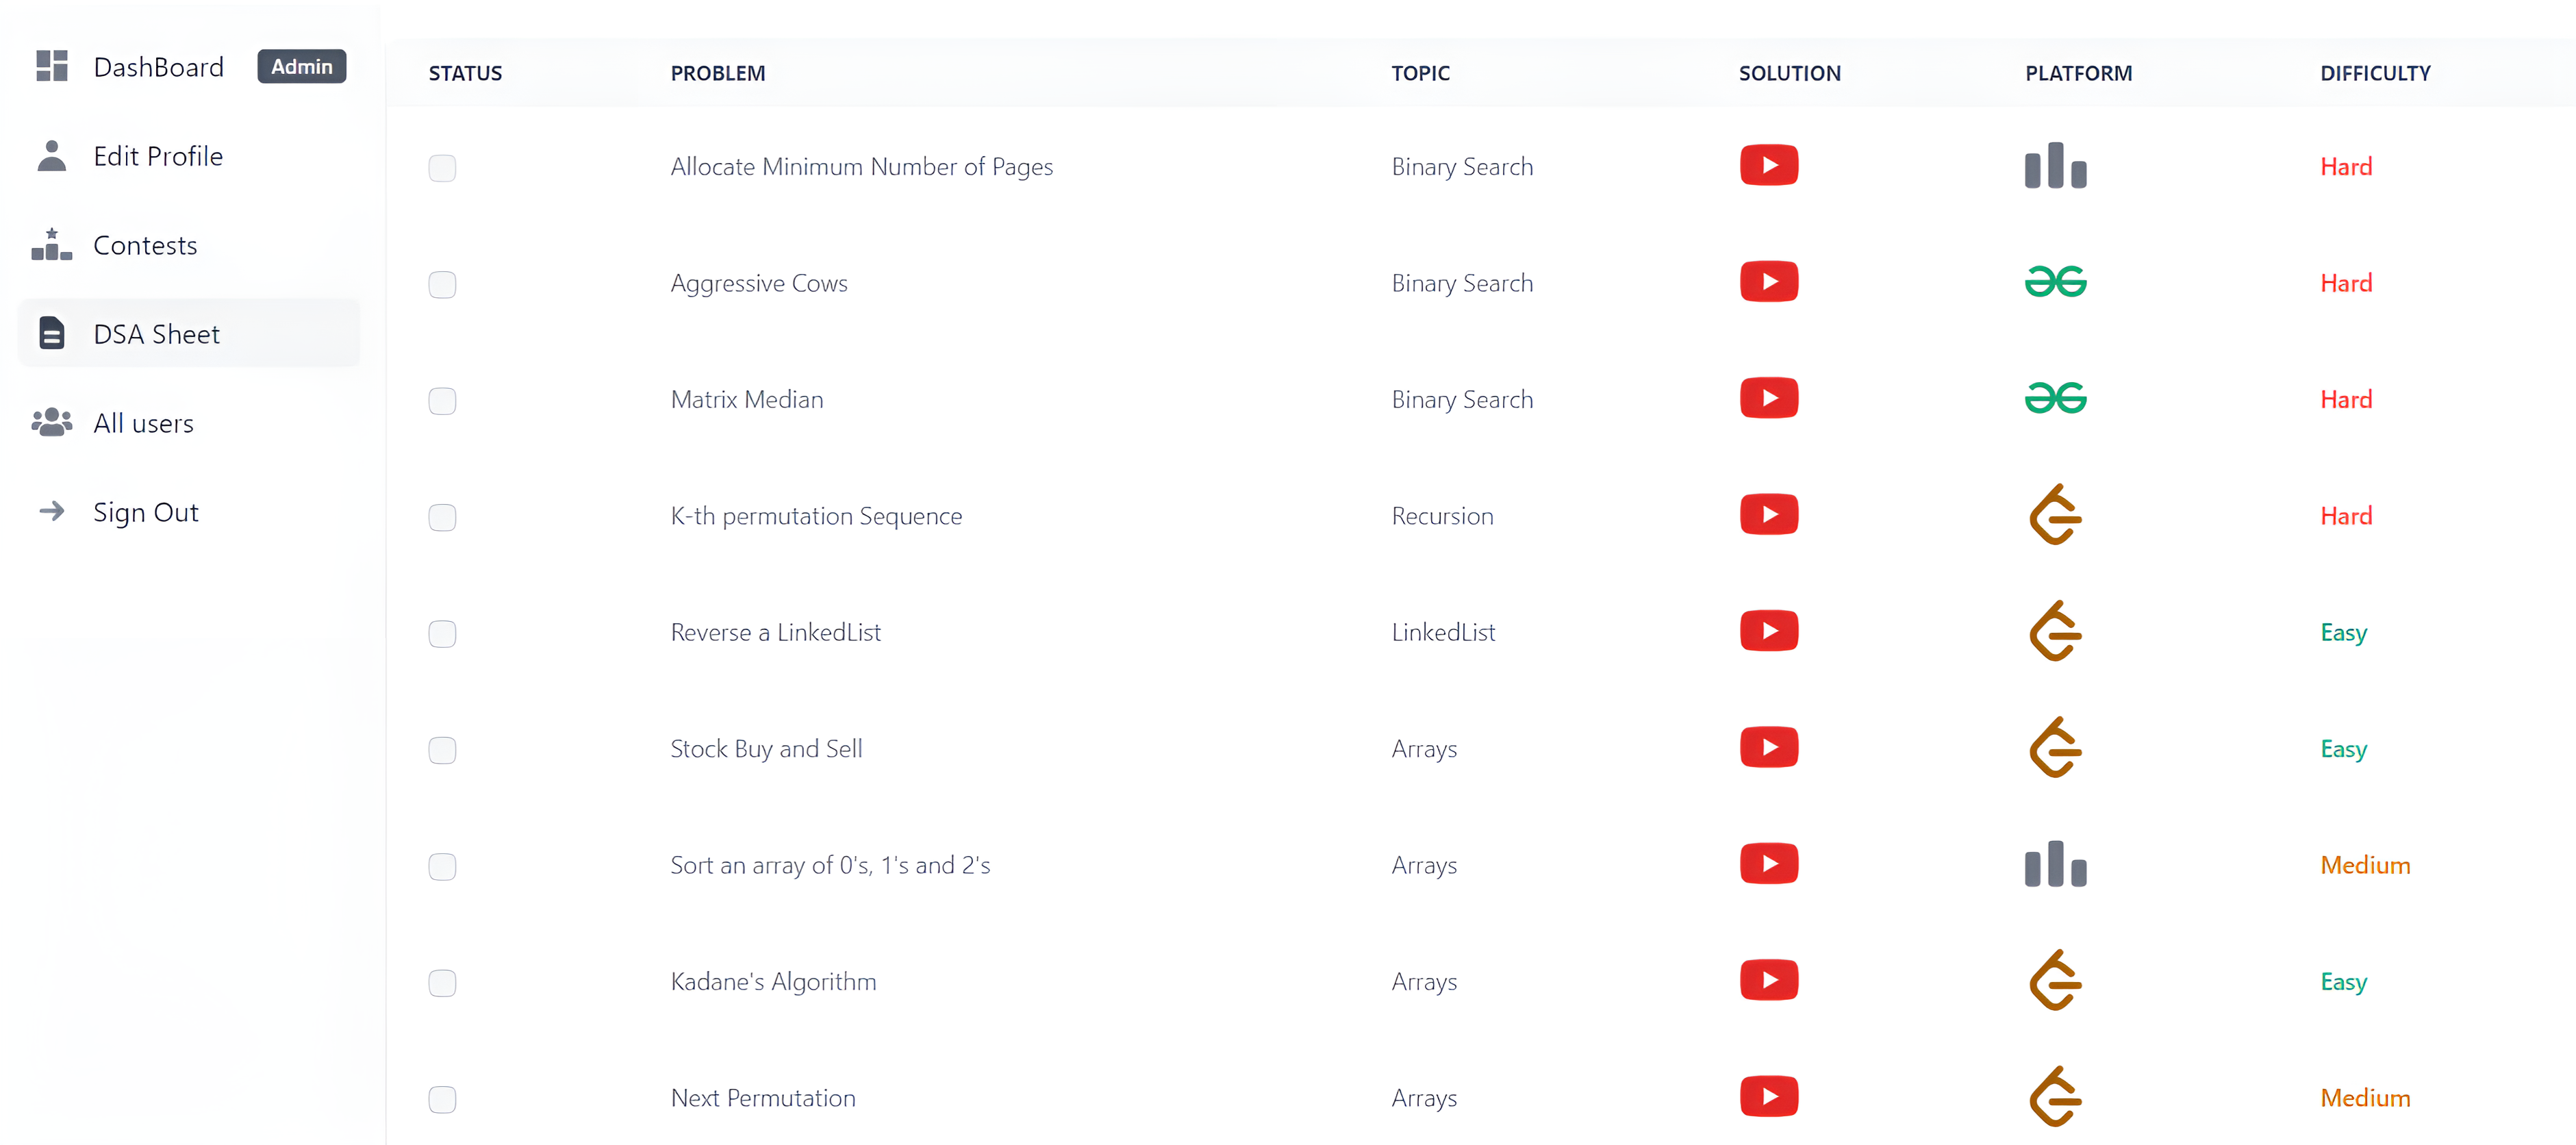 DashBoard Admin
Edit Profile
Contests
DSA Sheet
All users
Sign Out
STATUS PROBLEM TOPIC SOLUTION PLATFORM DIFFICULTY
Allocate Minimum Number of Pages Binary Search Hard
Aggressive Cows Binary Search Hard
Matrix Median Binary Search Hard
K-th permutation Sequence Recursion Hard
Reverse a LinkedList LinkedList Easy
Stock Buy and Sell Arrays Easy
Sort an array of 0's, 1's and 2's Arrays Medium
Kadane's Algorithm Arrays Easy
Next Permutation Arrays Medium